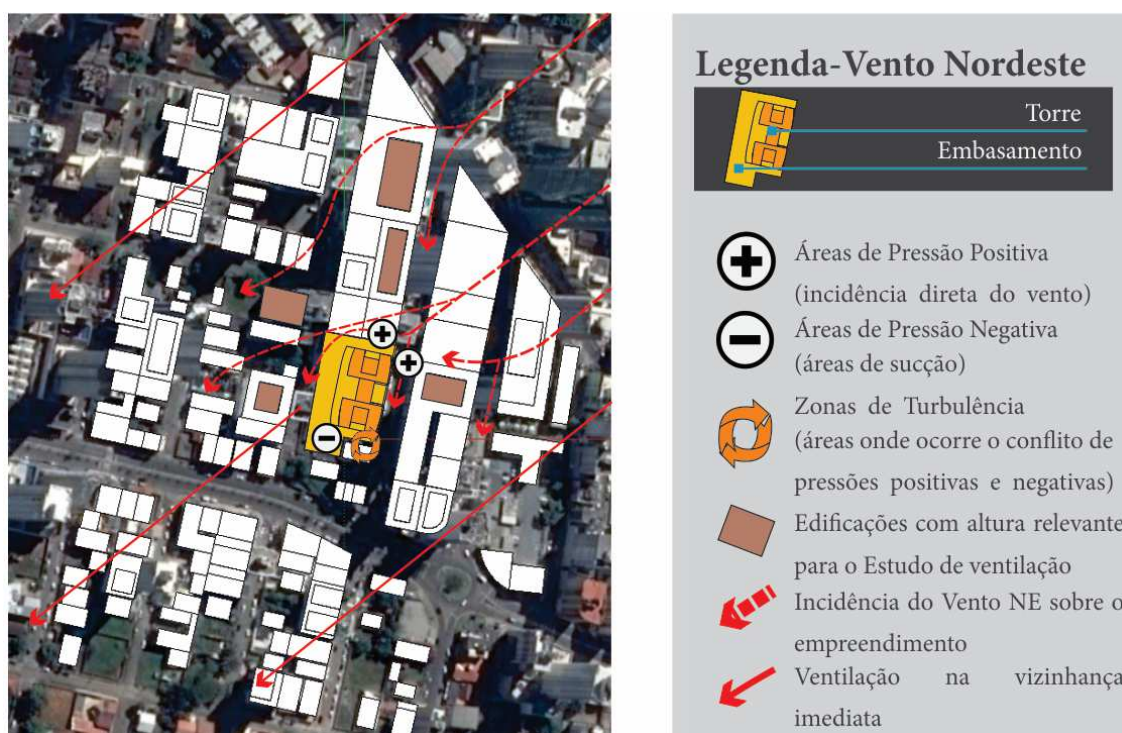 Legenda-Vento Nordeste
Torre
Embasamento
Áreas de Pressão Positiva
(incidência direta do vento)
Áreas de Pressão Negativa
(áreas de sucção)
Zonas de Turbulência
(áreas onde ocorre o conflito de
pressões positivas e negativas)
Edificações com altura relevante
para o Estudo de ventilação
Incidência do Vento NE sobre o
empreendimento
Ventilação na vizinhança
imediata